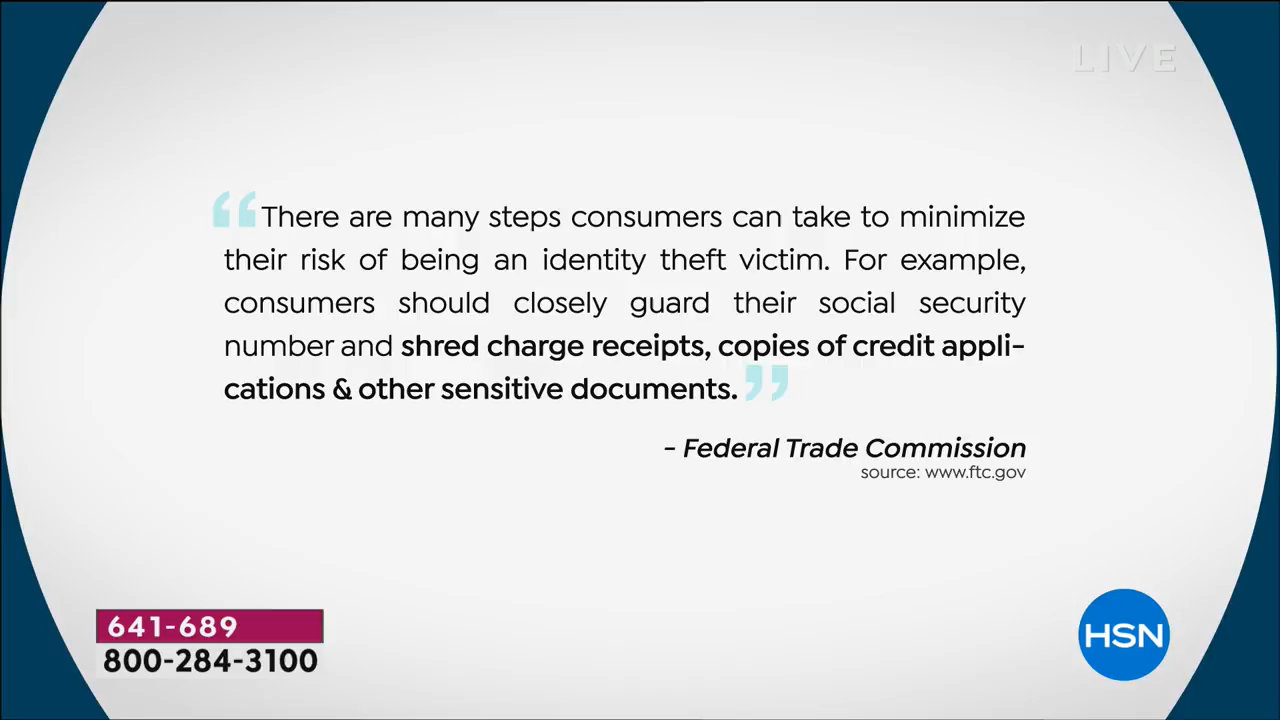 LIVE
“There are many steps consumers can take to minimize
their risk of being an identity theft victim. For example,
consumers should closely guard their social security
number and shred charge receipts, copies of credit appli-
cations & other sensitive documents.”
- Federal Trade Commission
source: www.ftc.gov
641-689
800-284-3100
HSN